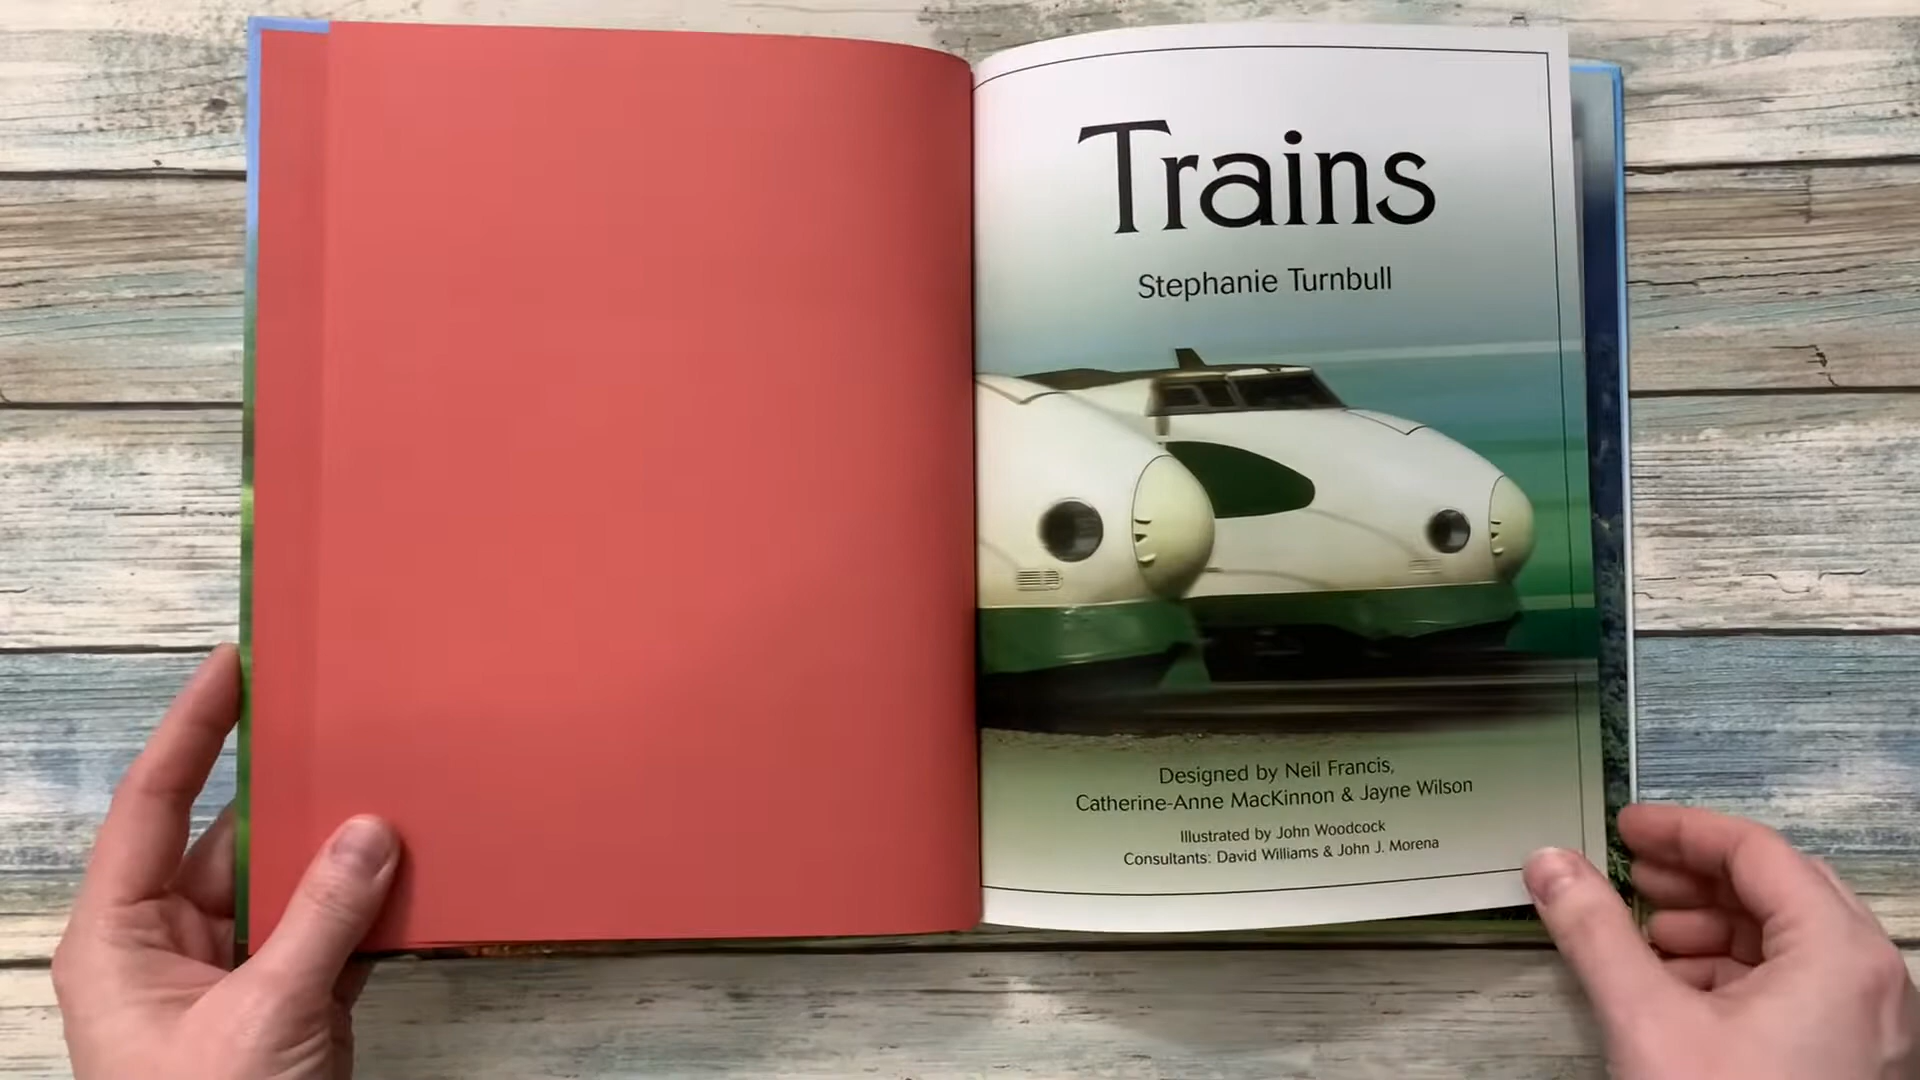 Trains
Stephanie Turnbull
Designed by Neil Francis,
Catherine-Anne MacKinnon & Jayne Wilson
Illustrated by John Woodcock
Consultants: David Williams & John J. Morena